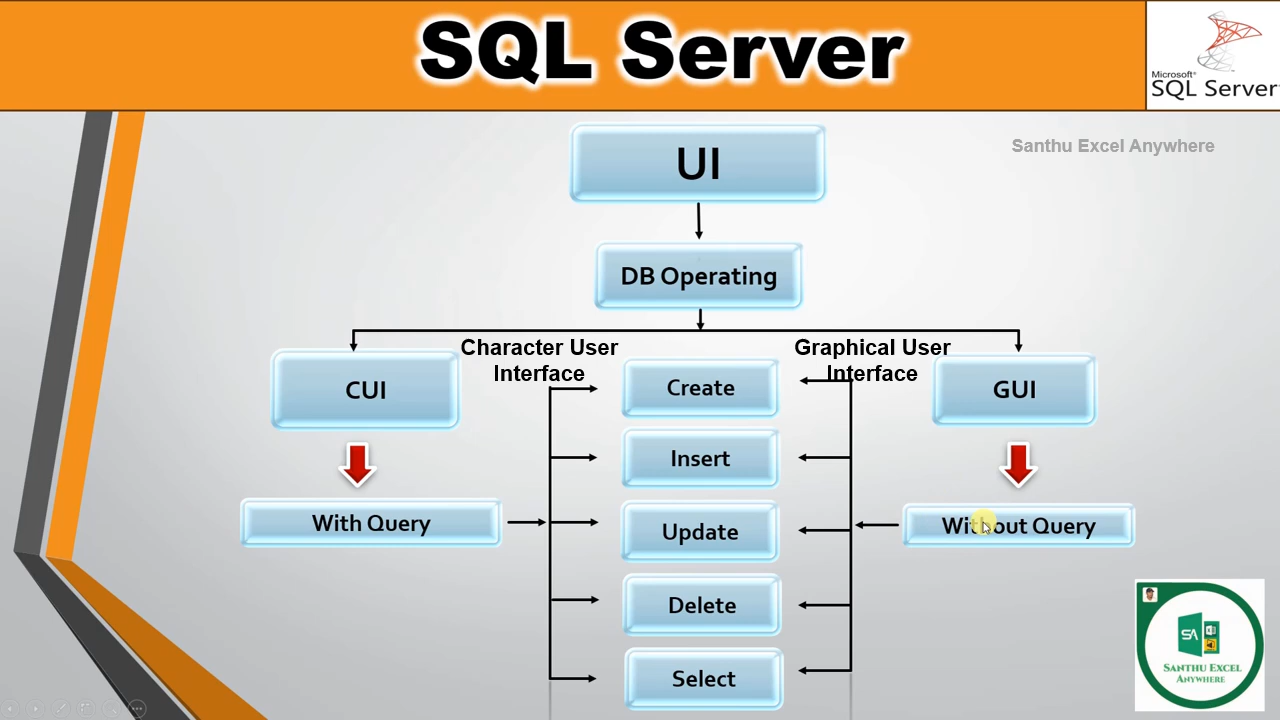 SQL Server
Microsoft®
SQL Server
Santhu Excel Anywhere
UI
DB Operating
Character User
Interface
Graphical User
Interface
CUI
Create
GUI
Insert
With Query
Update
Without Query
Delete
Select
SA
SANTHU EXCEL
ANYWHERE